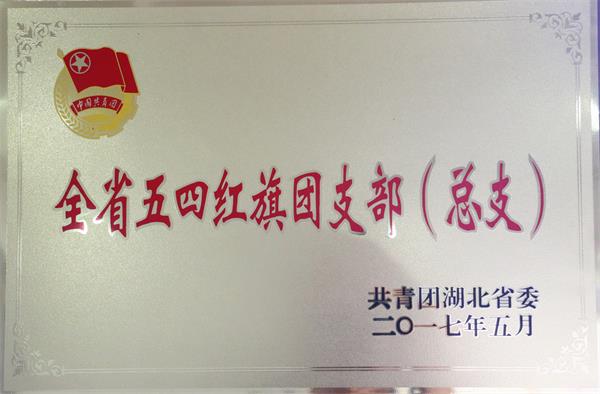 中国共青团
全省五四红旗团支部（总支）
共青团湖北省委
二〇一七年五月